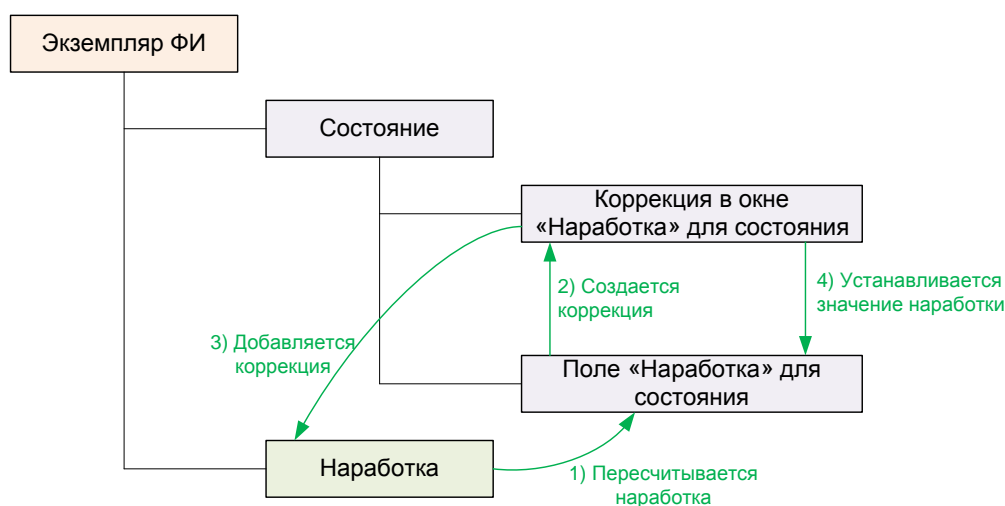 Экземпляр ФИ
Состояние
Коррекция в окне
«Наработка» для состояния
2) Создается
коррекция
4) Устанавливается
значение наработки
3) Добавляется
коррекция
Поле «Наработка» для
состояния
Наработка
1) Пересчитывается
наработка